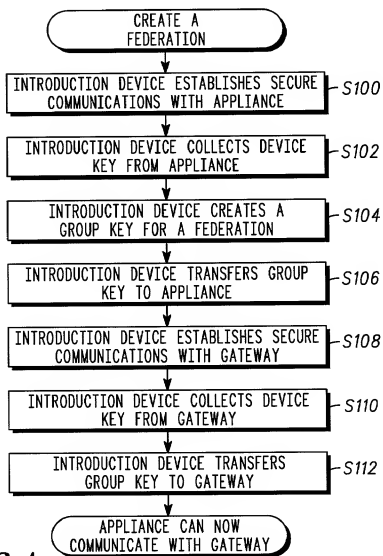 CREATE A
FEDERATION
INTRODUCTION DEVICE ESTABLISHES SECURE
COMMUNICATIONS WITH APPLIANCE
S100
INTRODUCTION DEVICE COLLECTS DEVICE
KEY FROM APPLIANCE
S102
INTRODUCTION DEVICE CREATES A
GROUP KEY FOR A FEDERATION
S104
INTRODUCTION DEVICE TRANSFERS GROUP
KEY TO APPLIANCE
S106
INTRODUCTION DEVICE ESTABLISHES SECURE
COMMUNICATIONS WITH GATEWAY
S108
INTRODUCTION DEVICE COLLECTS DEVICE
KEY FROM GATEWAY
S110
INTRODUCTION DEVICE TRANSFERS
GROUP KEY TO GATEWAY
S112
APPLIANCE CAN NOW
COMMUNICATE WITH GATEWAY